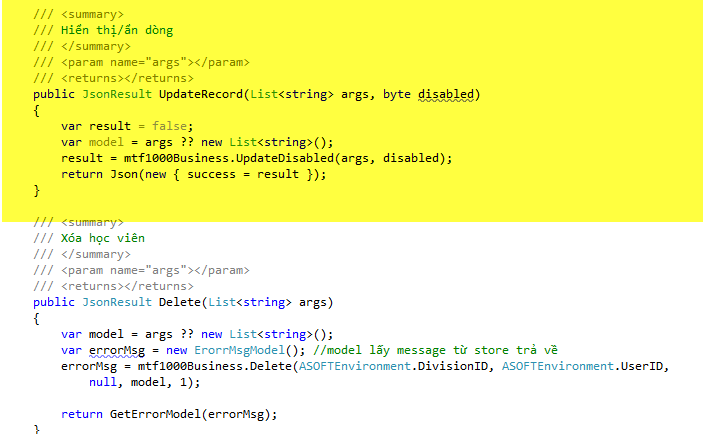 /// <summary>
/// Hiển thị/ẩn dòng
/// </summary>
/// <param name="args"></param>
/// <returns></returns>
public JsonResult UpdateRecord(List<string> args, byte disabled)
{
var result = false;
var model = args ?? new List<string>();
result = mtf1000Business.UpdateDisabled(args, disabled);
return Json(new { success = result });
}
/// <summary>
/// Xóa học viên
/// </summary>
/// <param name="args"></param>
/// <returns></returns>
public JsonResult Delete(List<string> args)
{
var model = args ?? new List<string>();
var errorMsg = new ErorrMsgModel(); //model lấy message từ store trả về
errorMsg = mtf1000Business.Delete(ASOFTEnvironment.DivisionID, ASOFTEnvironment.UserID,
null, model, 1);
return GetErrorModel(errorMsg);
}